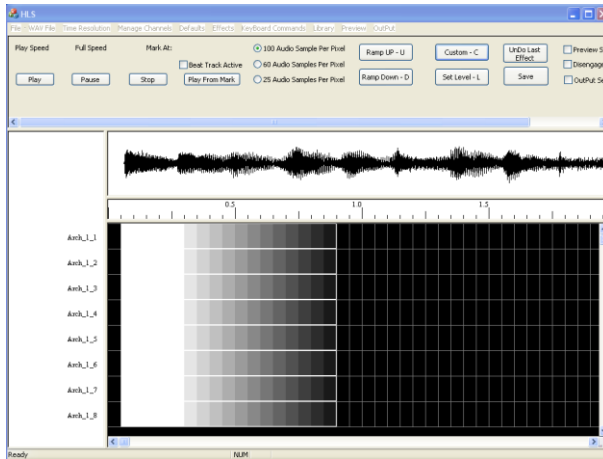 HLS
File WAV File Time Resolution Manage Channels Defaults Effects KeyBoard Commands Library Preview OutPut
Play Speed Full Speed Mark At:
100 Audio Sample Per Pixel
60 Audio Samples Per Pixel
25 Audio Samples Per Pixel
Beat Track Active
Play Pause Stop Play From Mark
Ramp UP - U Custom - C UnDo Last Effect
Ramp Down - D Set Level - L Save
Preview S
Disengag
OutPut Se
0.5 1.0 1.5
Arch_1_1
Arch_1_2
Arch_1_3
Arch_1_4
Arch_1_5
Arch_1_6
Arch_1_7
Arch_1_8
Ready NUM